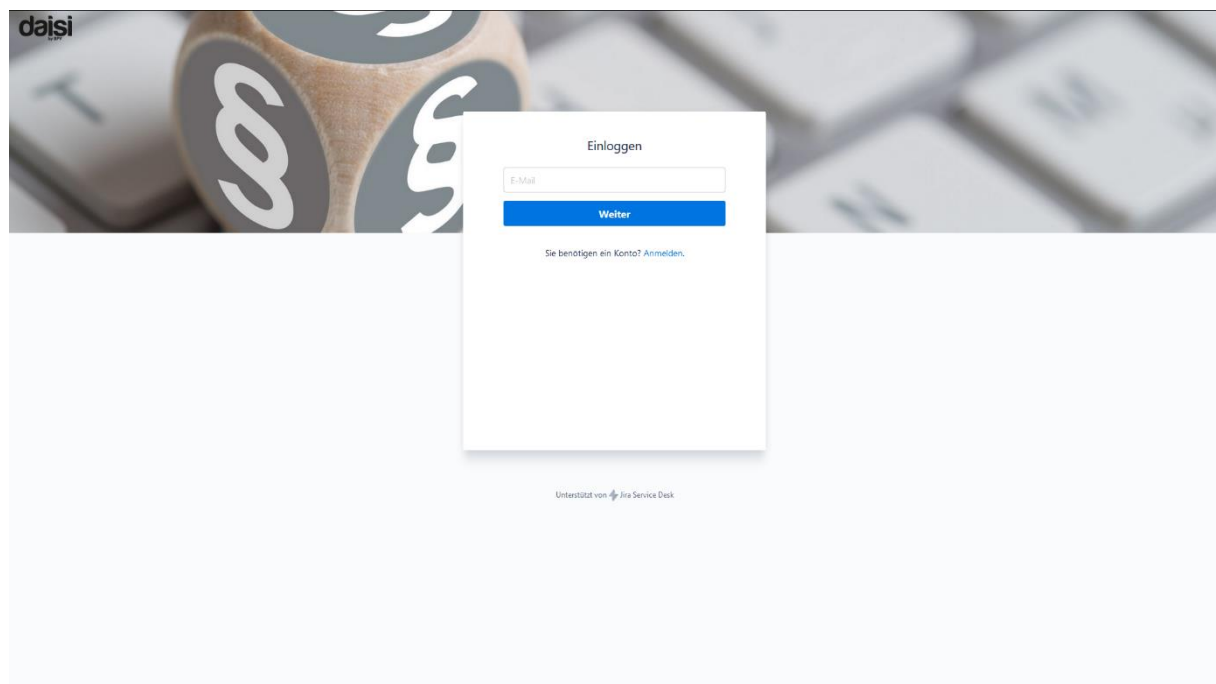 daisi
Einloggen
E-Mail
Weiter
Sie benötigen ein Konto? Anmelden.
Unterstützt von Jira Service Desk